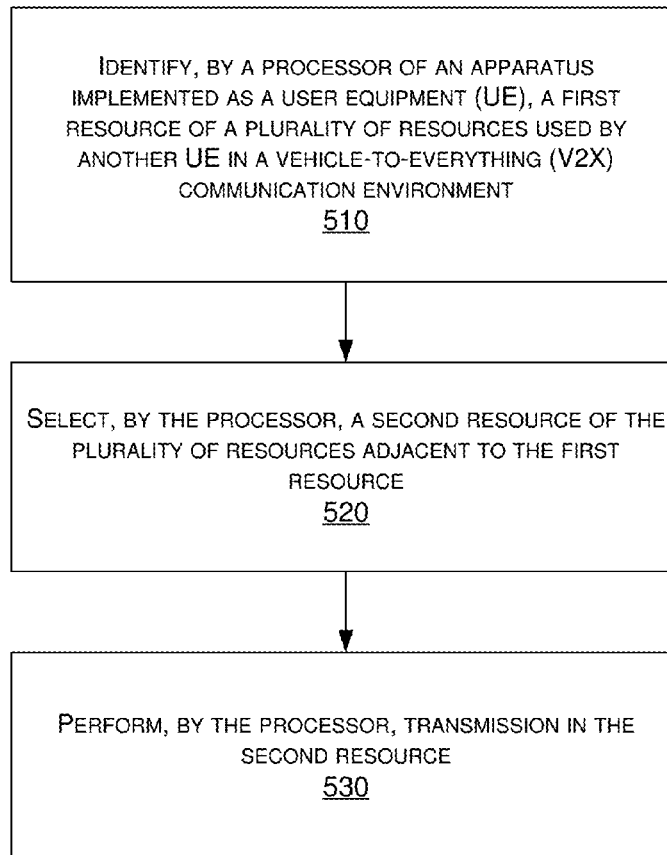 IDENTIFY, BY A PROCESSOR OF AN APPARATUS
IMPLEMENTED AS A USER EQUIPMENT (UE), A FIRST
RESOURCE OF A PLURALITY OF RESOURCES USED BY
ANOTHER UE IN A VEHICLE-TO-EVERYTHING (V2X)
COMMUNICATION ENVIRONMENT
510
SELECT, BY THE PROCESSOR, A SECOND RESOURCE OF THE
PLURALITY OF RESOURCES ADJACENT TO THE FIRST
RESOURCE
520
PERFORM, BY THE PROCESSOR, TRANSMISSION IN THE
SECOND RESOURCE
530